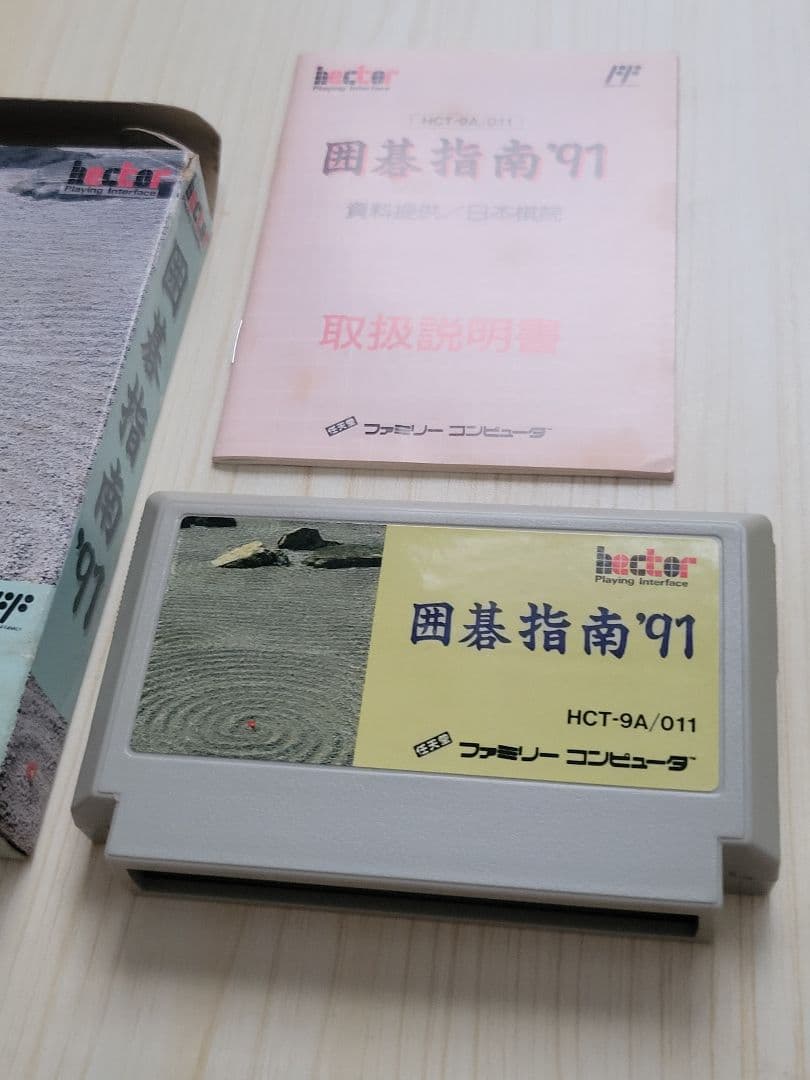 hector
Playing Interface
囲碁指南'91
hector
Playing Interface
HCT-9A/011
囲碁指南'91
資料提供/日本棋院
取扱説明書
任天堂 ファミリー コンピュータ
hector
Playing Interface
囲碁指南'91
HCT-9A/011
任天堂 ファミリー コンピュータ